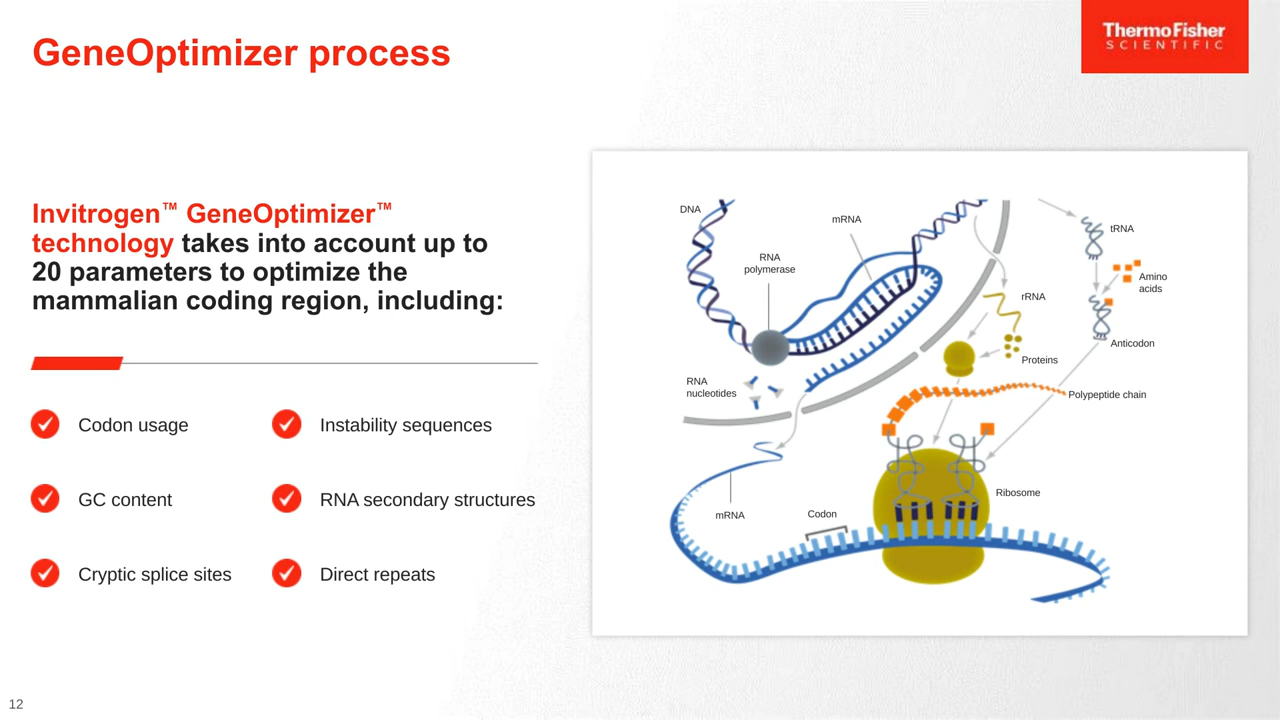 GeneOptimizer process
ThermoFisher
SCIENTIFIC
Invitrogen™ GeneOptimizer™
technology takes into account up to
20 parameters to optimize the
mammalian coding region, including:
Codon usage
Instability sequences
GC content
RNA secondary structures
Cryptic splice sites
Direct repeats
DNA
mRNA
RNA
polymerase
tRNA
Amino
acids
rRNA
Anticodon
Proteins
RNA
nucleotides
Polypeptide chain
Ribosome
mRNA
Codon
12